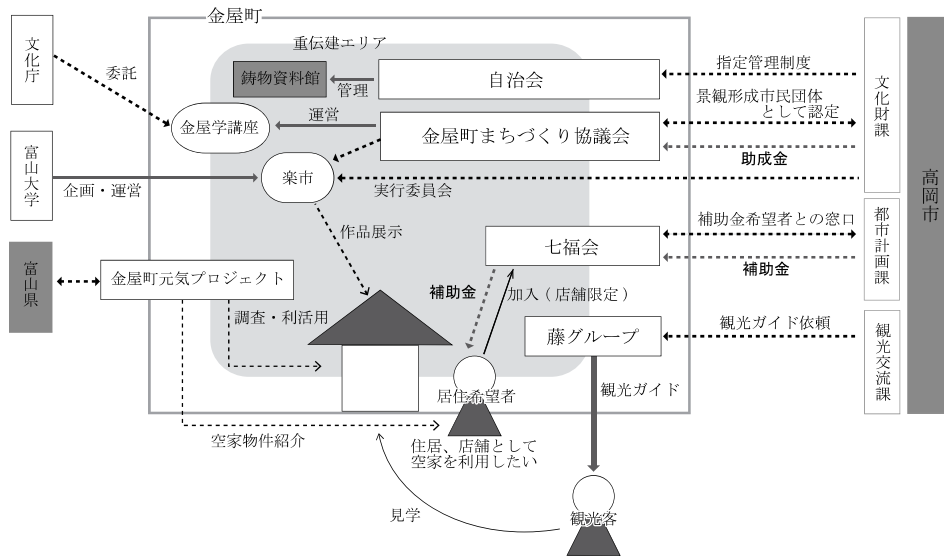 金屋町
重伝建エリア
文化庁
委託
鋳物資料館
管理
自治会
指定管理制度
文化財課
金屋学講座
運営
金屋町まちづくり協議会
景観形成市民団体
として認定
助成金
富山大学
企画・運営
楽市
実行委員会
高岡市
作品展示
七福会
補助金希望者との窓口
補助金
都市計画課
富山県
金屋町元気プロジェクト
調査・利活用
補助金
加入(店舗限定)
藤グループ
観光ガイド依頼
観光交流課
居住希望者
観光ガイド
空家物件紹介
住居、店舗として
空家を利用したい
見学
観光客